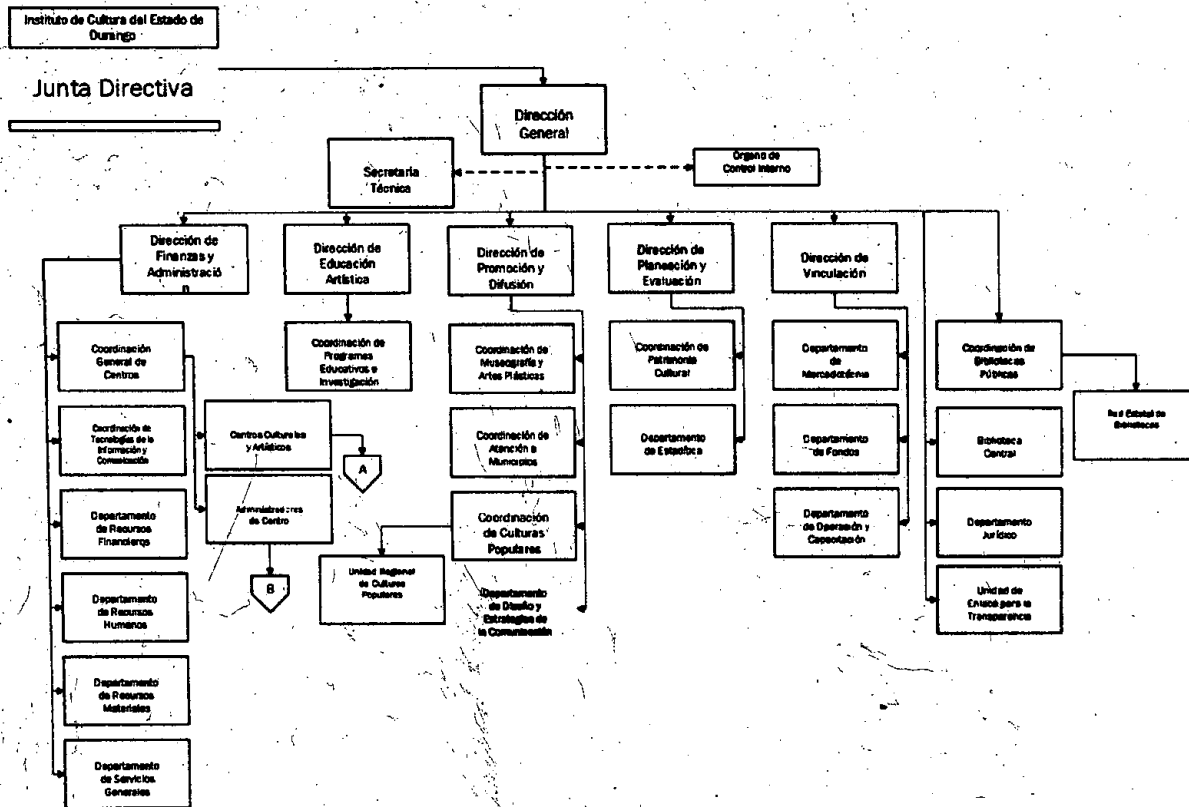 Instituto de Cultura del Estado de
Durango
Junta Directiva
Dirección
General
Secretaría
Técnica
Órgano de
Control Interno
Dirección de
Finanzas y
Administració
n
Dirección de
Educación
Artística
Dirección de
Promoción y
Difusión
Dirección de
Planeación y
Evaluación
Dirección de
Vinculación
Coordinación
General de
Centros
Coordinación de
Programas
Educativos e
Investigación
Coordinación de
Museografía y
Artes Plásticas
Coordinación de
Patrimonio
Cultural
Departamento
de
Mercadotecnia
Coordinación de
Bibliotecas
Públicas
Red Estatal de
Bibliotecas
Coordinación de
Tecnologías de la
Información y
Comunicación
Centros Culturales
y Artísticos
A
Coordinación de
Atención a
Municipios
Departamento
de Estadística
Departamento
de Fondos
Biblioteca
Central
Departamento
de Recursos
Financieros
Administradores
de Centro
B
Coordinación
de Culturas
Populares
Unidad Regional
de Culturas
Populares
Departamento
de Operación y
Capacitación
Departamento
Jurídico
Departamento
de Recursos
Humanos
Departamento
de Diseño y
Estrategias de
la Comunicación
Unidad de
Enlace para la
Transparencia
Departamento
de Recursos
Materiales
Departamento
de Servicios
Generales